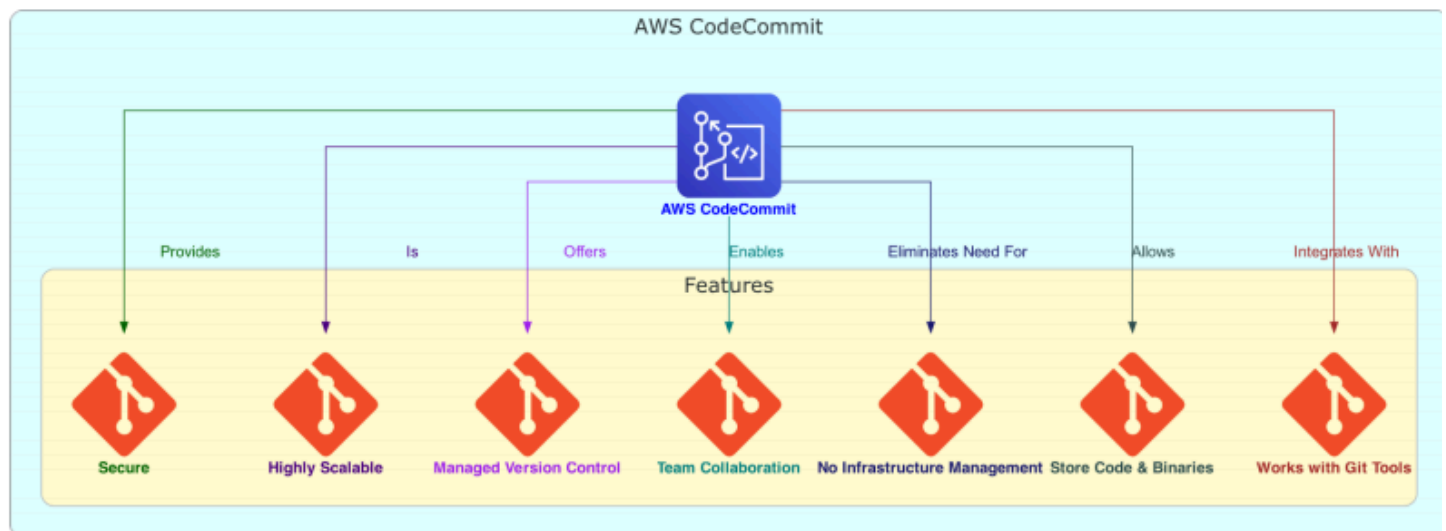 AWS CodeCommit
</>
AWS CodeCommit
Provides
Is
Offers
Enables
Eliminates Need For
Allows
Integrates With
Features
Secure
Highly Scalable
Managed Version Control
Team Collaboration
No Infrastructure Management
Store Code & Binaries
Works with Git Tools